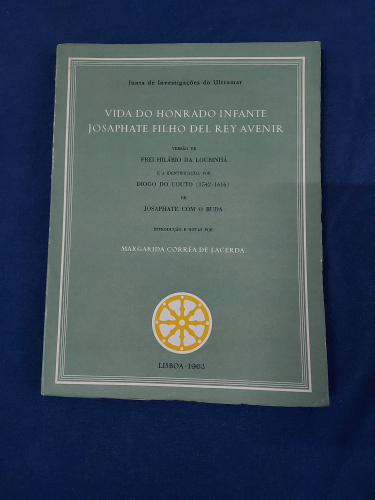 Junta de Investigações do Ultramar
VIDA DO HONRADO INFANTE
JOSAPHATE FILHO DEL REY AVENIR
VERSÃO DE
FREI HILÁRIO DA LOURINHÃ
E A IDENTIFICAÇÃO, POR
DIOGO DO COUTO (1542-1616)
DE
JOSAPHATE COM O BUDA
INTRODUÇÃO E NOTAS POR
MARGARIDA CORRÊA DE LACERDA
LISBOA · 1963